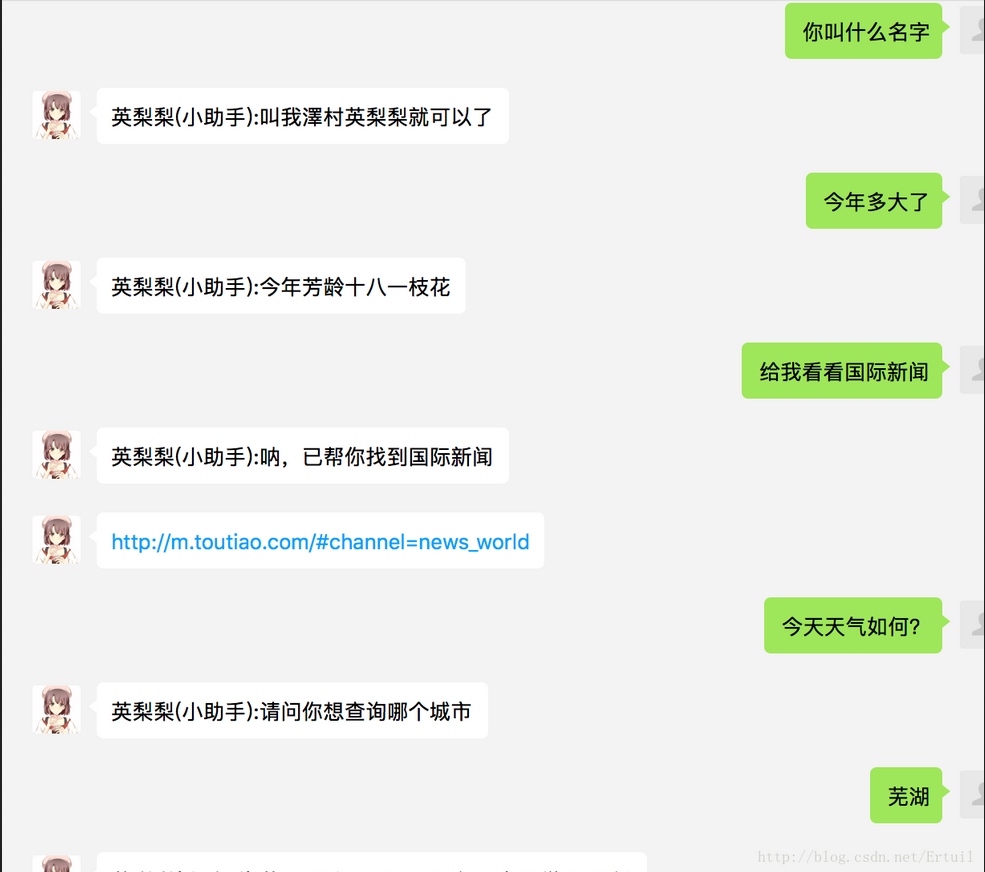 你叫什么名字
英梨梨(小助手):叫我澤村英梨梨就可以了
今年多大了
英梨梨(小助手):今年芳龄十八一枝花
给我看看国际新闻
英梨梨(小助手):呐，已帮你找到国际新闻
http://m.toutiao.com/#channel=news_world
今天天气如何?
英梨梨(小助手):请问你想查询哪个城市
芜湖
http://blog.csdn.net/Ertuil